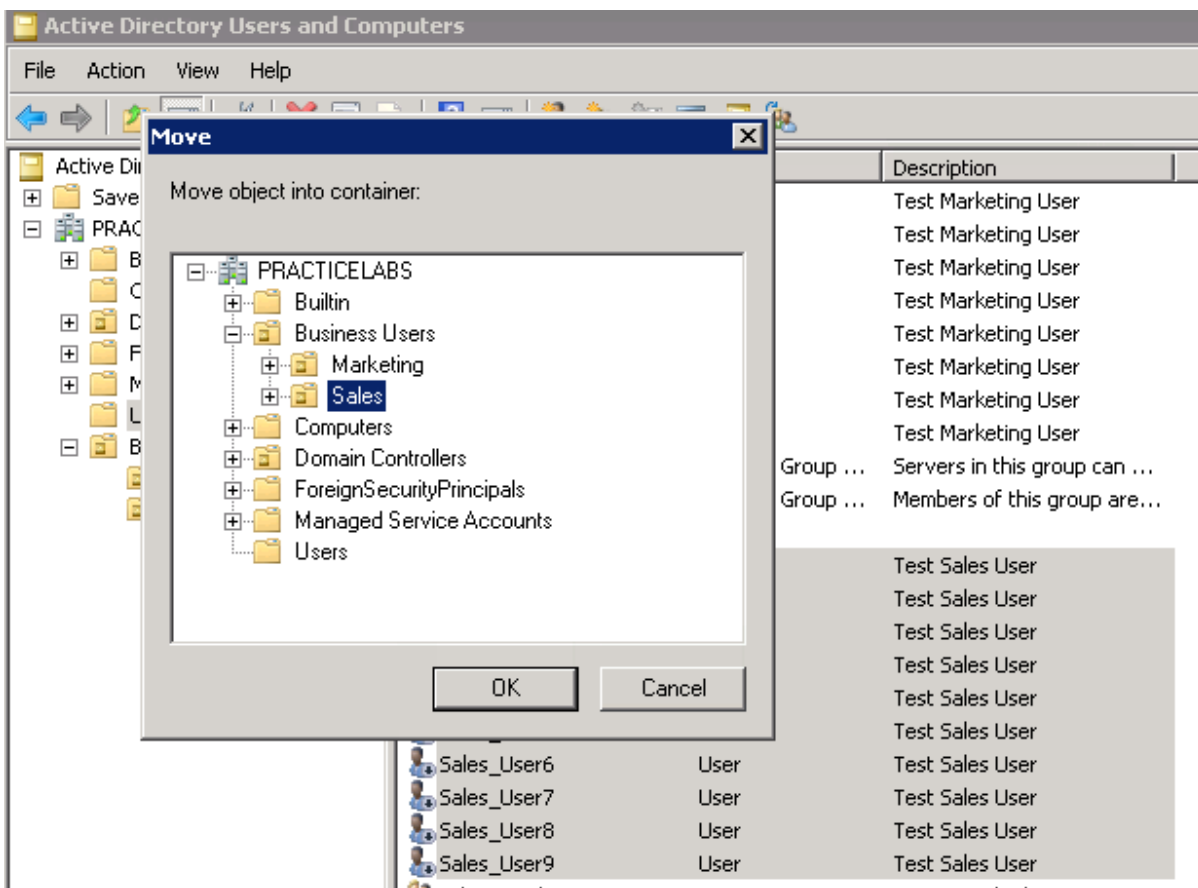 Active Directory Users and Computers
File Action View Help
Move
Move object into container:
PRACTICELABS
Builtin
Business Users
Marketing
Sales
Computers
Domain Controllers
ForeignSecurityPrincipals
Managed Service Accounts
Users
OK Cancel
Active Di
Save
PRAC
B
C
D
F
M
L
B
Description
Test Marketing User
Test Marketing User
Test Marketing User
Test Marketing User
Test Marketing User
Test Marketing User
Test Marketing User
Test Marketing User
Group ... Servers in this group can ...
Group ... Members of this group are...
Test Sales User
Test Sales User
Test Sales User
Test Sales User
Test Sales User
Test Sales User
Sales_User6 User Test Sales User
Sales_User7 User Test Sales User
Sales_User8 User Test Sales User
Sales_User9 User Test Sales User